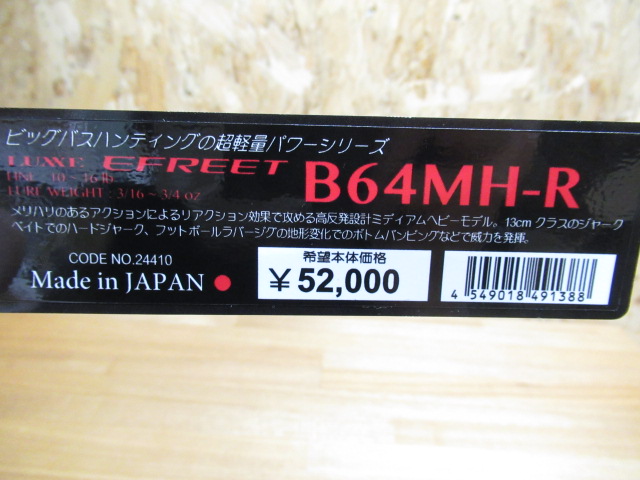 ビッグバスハンティングの超軽量パワーシリーズ
LUXXE EFREET B64MH-R
LINE : 10 ~ 16 lb.
LURE WEIGHT : 3/16 ~ 3/4 oz
メリハリのあるアクションによるリアクション効果で攻める高反発設計ミディアムヘビーモデル。13cm クラスのジャーク
ベイトでのハードジャーク、フットボールラバージグの地形変化でのボトムバンピングなどで威力を発揮。
CODE NO.24410
Made in JAPAN
希望本体価格
¥ 52,000
4 549018 491388